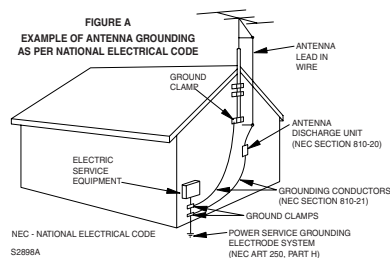 FIGURE A
EXAMPLE OF ANTENNA GROUNDING
AS PER NATIONAL ELECTRICAL CODE
ANTENNA
LEAD IN
WIRE
GROUND
CLAMP
ANTENNA
DISCHARGE UNIT
(NEC SECTION 810-20)
ELECTRIC
SERVICE
EQUIPMENT
GROUNDING CONDUCTORS
(NEC SECTION 810-21)
GROUND CLAMPS
POWER SERVICE GROUNDING
ELECTRODE SYSTEM
(NEC ART 250, PART H)
NEC - NATIONAL ELECTRICAL CODE
S2898A